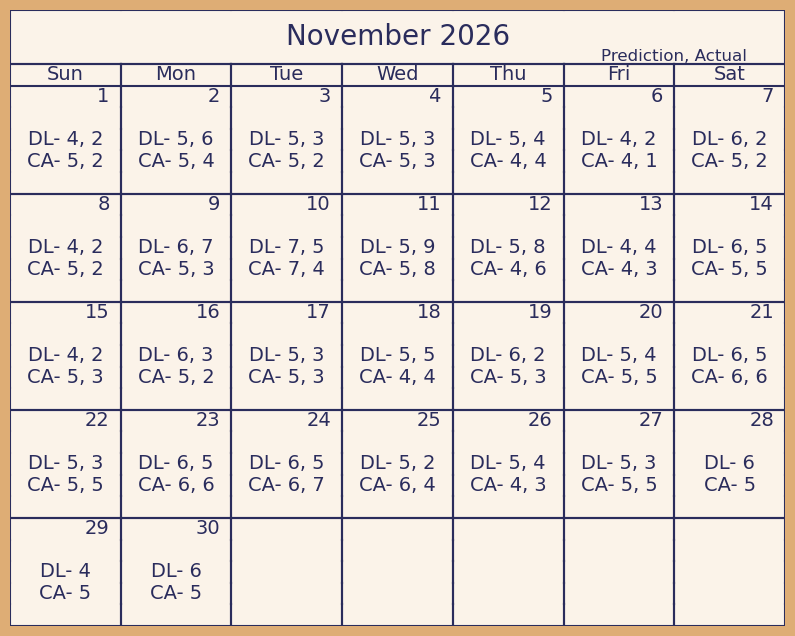 November 2026
Prediction, Actual
Sun Mon Tue Wed Thu Fri Sat
1 2 3 4 5 6 7
DL- 4, 2 DL- 5, 6 DL- 5, 3 DL- 5, 3 DL- 5, 4 DL- 4, 2 DL- 6, 2
CA- 5, 2 CA- 5, 4 CA- 5, 2 CA- 5, 3 CA- 4, 4 CA- 4, 1 CA- 5, 2
8 9 10 11 12 13 14
DL- 4, 2 DL- 6, 7 DL- 7, 5 DL- 5, 9 DL- 5, 8 DL- 4, 4 DL- 6, 5
CA- 5, 2 CA- 5, 3 CA- 7, 4 CA- 5, 8 CA- 4, 6 CA- 4, 3 CA- 5, 5
15 16 17 18 19 20 21
DL- 4, 2 DL- 6, 3 DL- 5, 3 DL- 5, 5 DL- 6, 2 DL- 5, 4 DL- 6, 5
CA- 5, 3 CA- 5, 2 CA- 5, 3 CA- 4, 4 CA- 5, 3 CA- 5, 5 CA- 6, 6
22 23 24 25 26 27 28
DL- 5, 3 DL- 6, 5 DL- 6, 5 DL- 5, 2 DL- 5, 4 DL- 5, 3 DL- 6
CA- 5, 5 CA- 6, 6 CA- 6, 7 CA- 6, 4 CA- 4, 3 CA- 5, 5 CA- 5
29 30
DL- 4 DL- 6
CA- 5 CA- 5